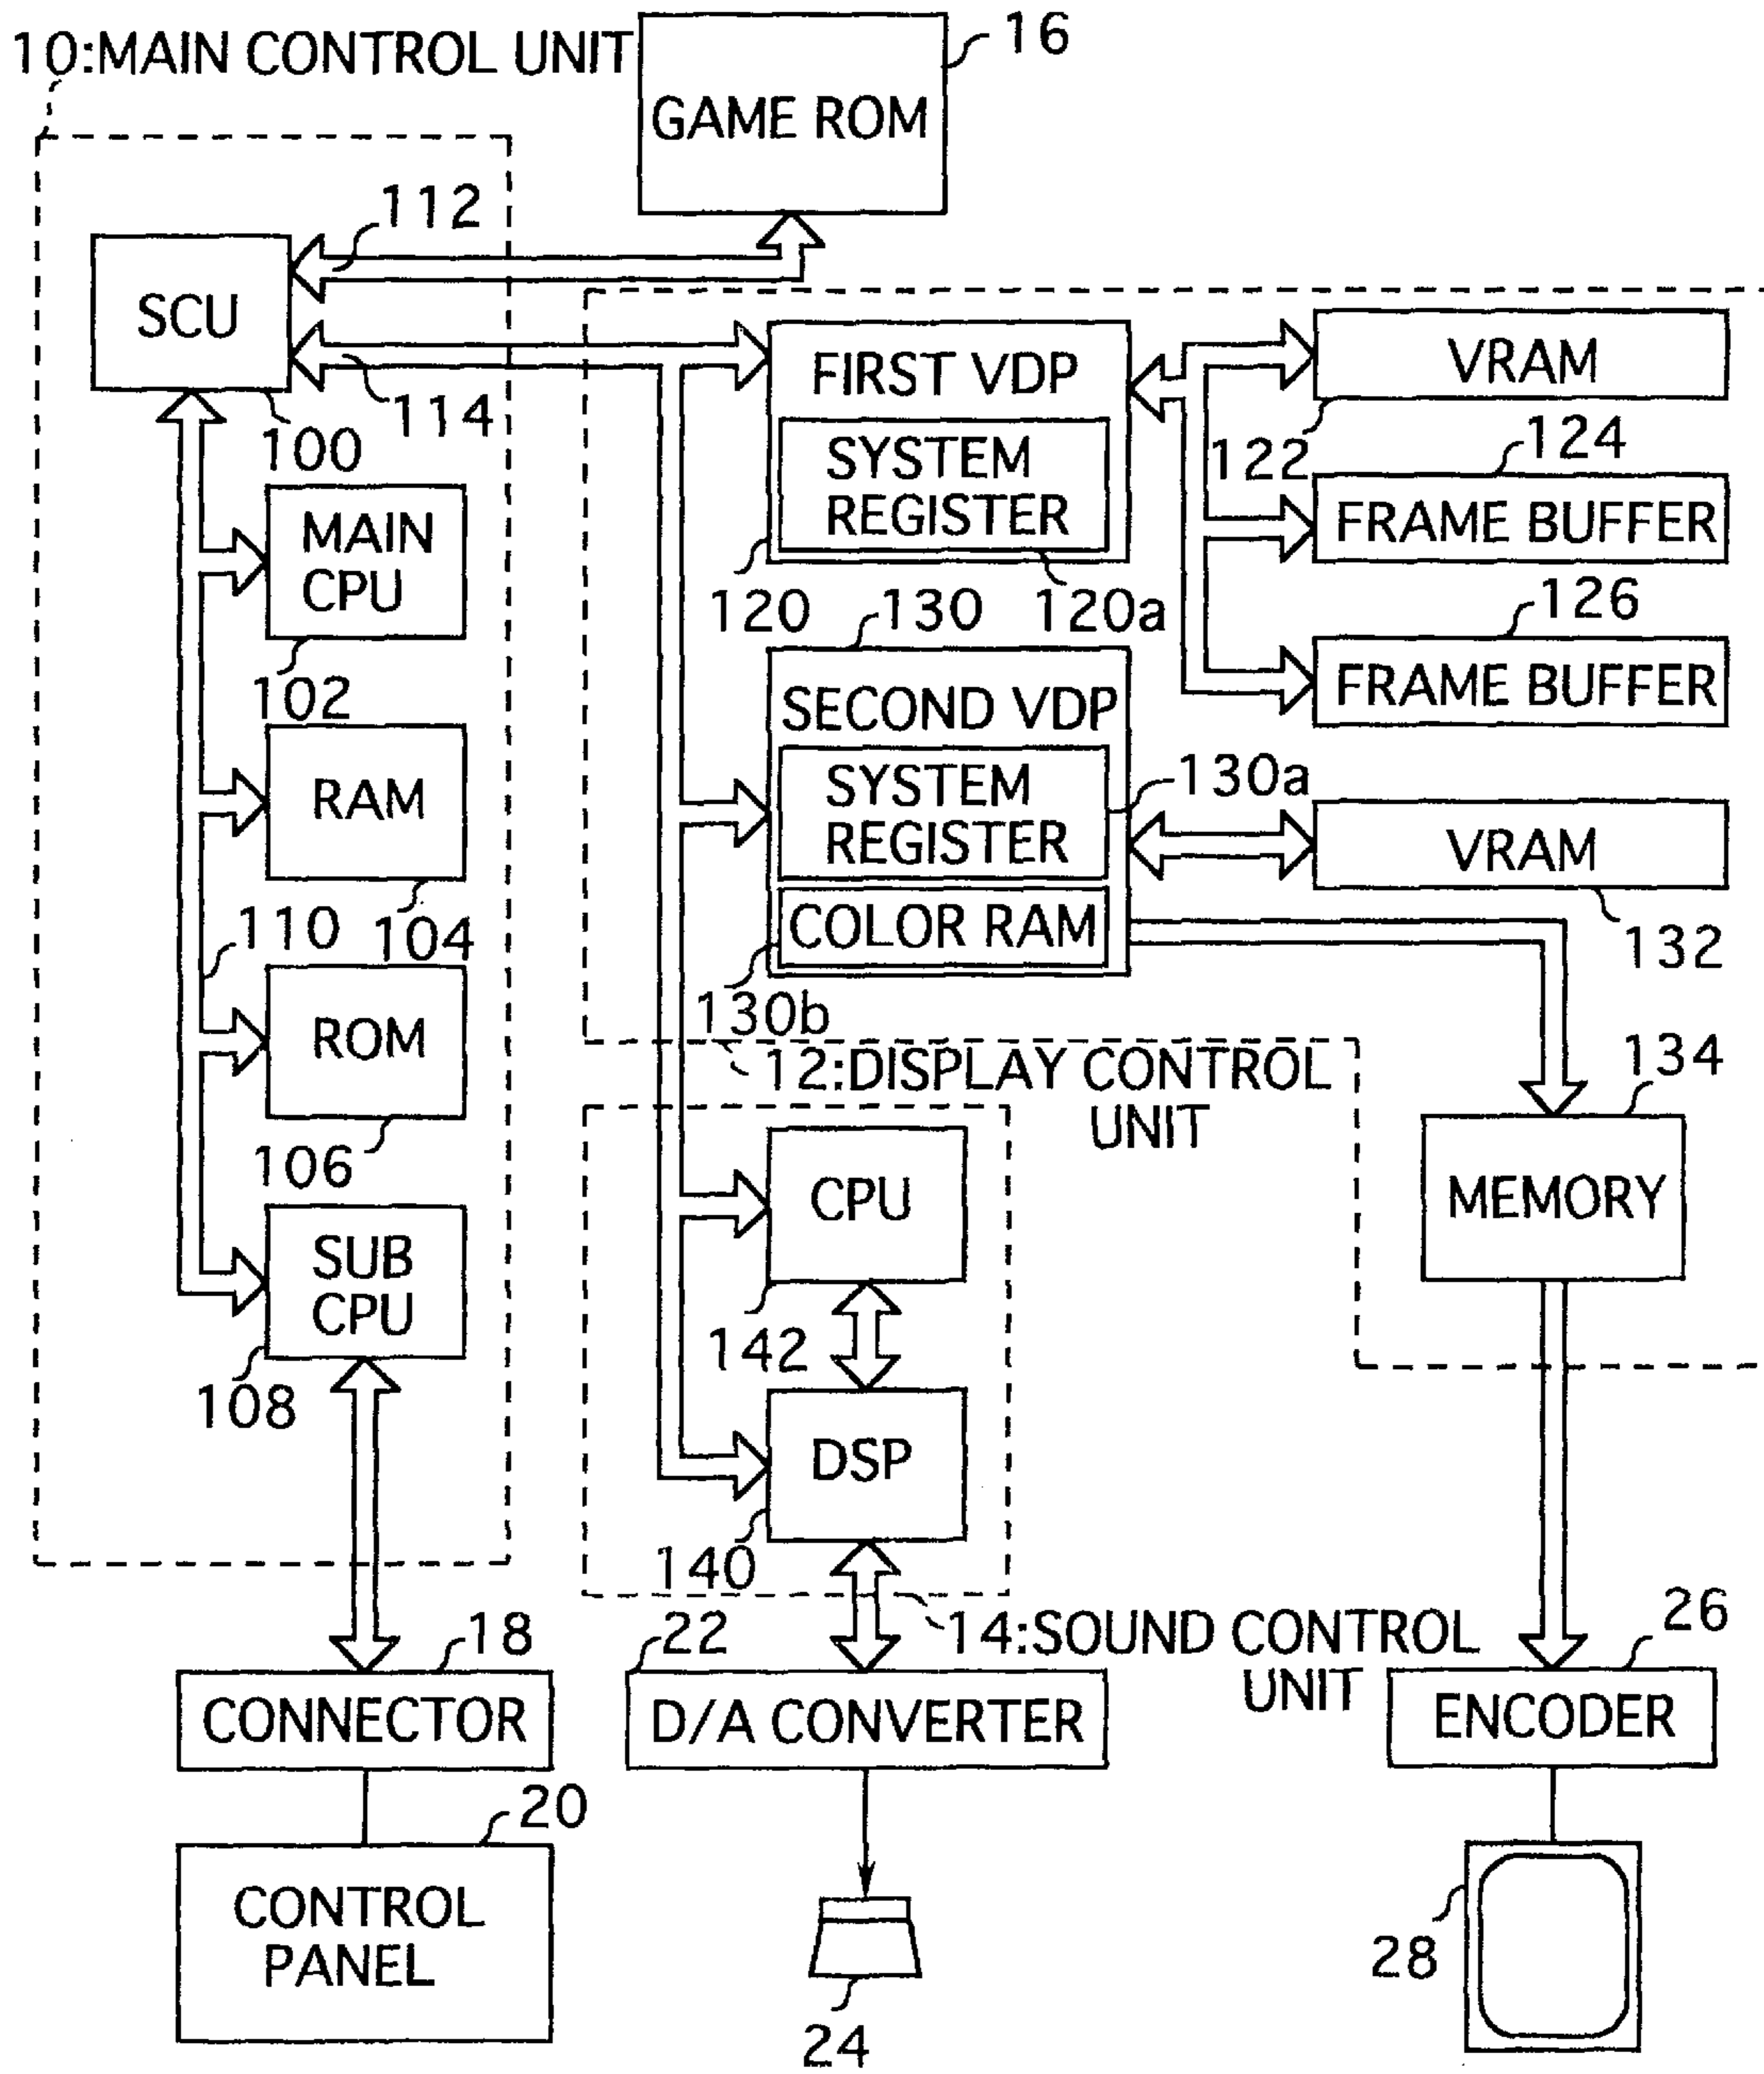 10:MAIN CONTROL UNIT
16
GAME ROM
112
SCU
114
100
FIRST VDP
SYSTEM
REGISTER
120
120a
VRAM
122
124
FRAME BUFFER
126
FRAME BUFFER
MAIN
CPU
102
RAM
104
110
ROM
106
SUB
CPU
108
130
SECOND VDP
SYSTEM
REGISTER
130a
COLOR RAM
130b
VRAM
132
12:DISPLAY CONTROL
UNIT
134
MEMORY
CPU
142
DSP
140
14:SOUND CONTROL
UNIT
18
CONNECTOR
22
D/A CONVERTER
26
ENCODER
20
CONTROL
PANEL
24
28